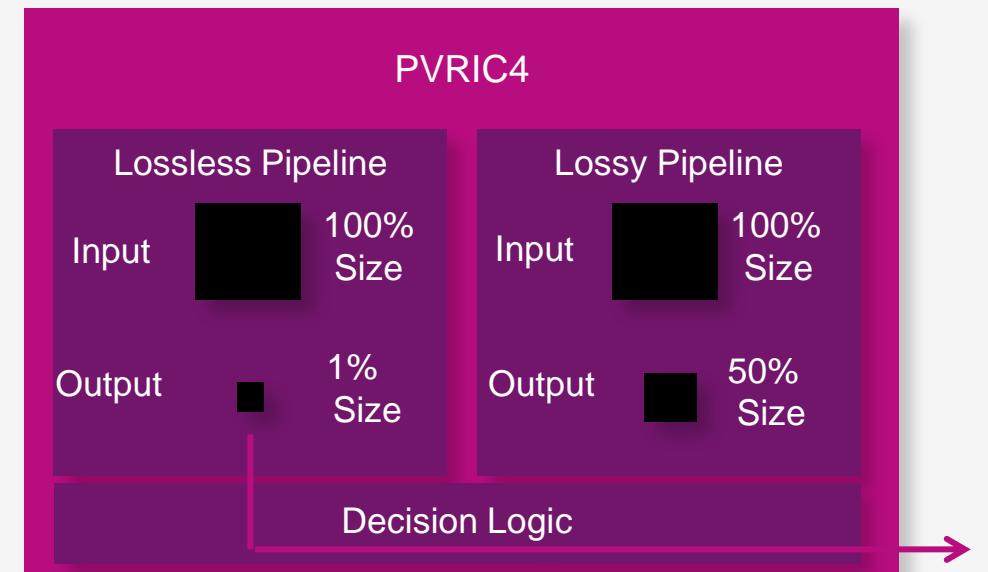 PVRIC4
Lossless Pipeline
Input
100%
Size
Output
1%
Size
Lossy Pipeline
Input
100%
Size
Output
50%
Size
Decision Logic